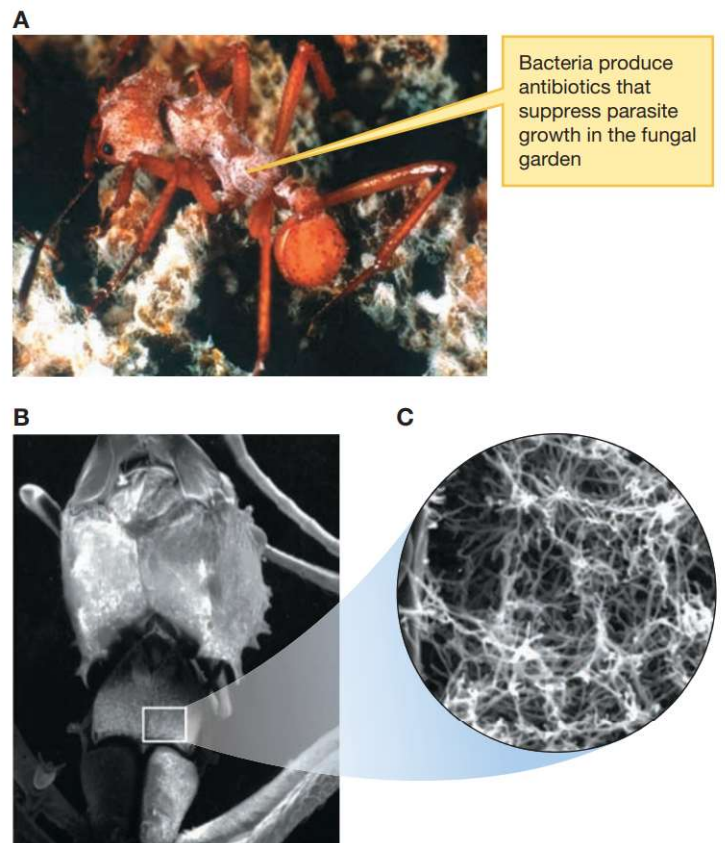 A
Bacteria produce
antibiotics that
suppress parasite
growth in the fungal
garden
B
C